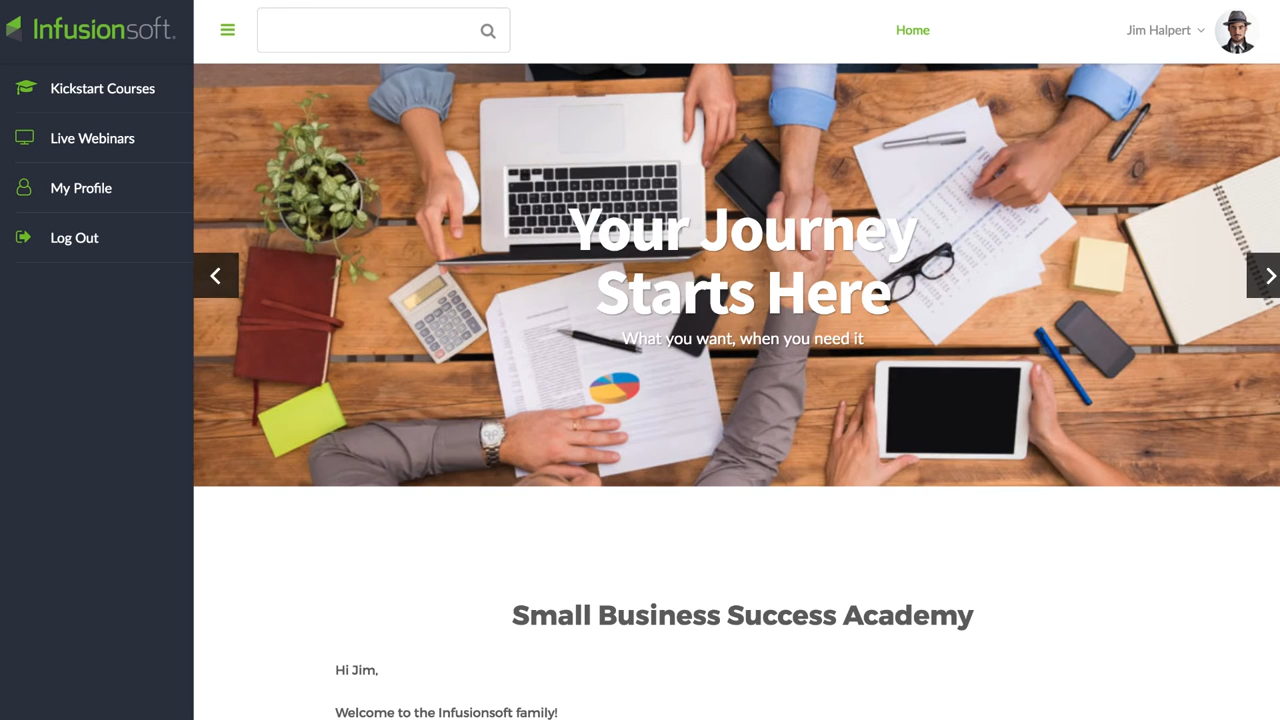 Infusionsoft.
Home
Jim Halpert
Kickstart Courses
Live Webinars
My Profile
Log Out
Your Journey
Starts Here
What you want, when you need it
Small Business Success Academy
Hi Jim,
Welcome to the Infusionsoft family!